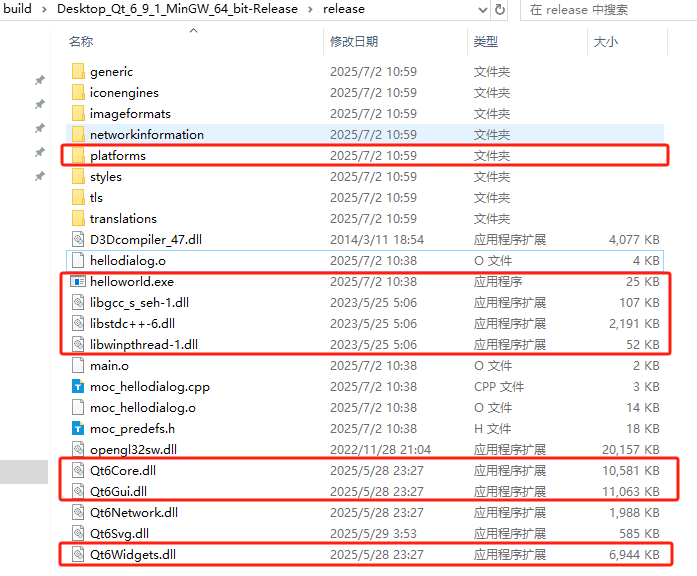 build > Desktop_Qt_6_9_1_MinGW_64_bit-Release > release
在 release 中搜索
名称 修改日期 类型 大小
generic 2025/7/2 10:59 文件夹
iconengines 2025/7/2 10:59 文件夹
imageformats 2025/7/2 10:59 文件夹
networkinformation 2025/7/2 10:59 文件夹
platforms 2025/7/2 10:59 文件夹
styles 2025/7/2 10:59 文件夹
tls 2025/7/2 10:59 文件夹
translations 2025/7/2 10:59 文件夹
D3Dcompiler_47.dll 2014/3/11 18:54 应用程序扩展 4,077 KB
hellodialog.o 2025/7/2 10:38 O 文件 4 KB
helloworld.exe 2025/7/2 10:38 应用程序 25 KB
libgcc_s_seh-1.dll 2023/5/25 5:06 应用程序扩展 107 KB
libstdc++-6.dll 2023/5/25 5:06 应用程序扩展 2,191 KB
libwinpthread-1.dll 2023/5/25 5:06 应用程序扩展 52 KB
main.o 2025/7/2 10:38 O 文件 2 KB
moc_hellodialog.cpp 2025/7/2 10:38 CPP 文件 3 KB
moc_hellodialog.o 2025/7/2 10:38 O 文件 14 KB
moc_predefs.h 2025/7/2 10:38 H 文件 18 KB
opengl32sw.dll 2022/11/28 21:04 应用程序扩展 20,157 KB
Qt6Core.dll 2025/5/28 23:27 应用程序扩展 10,581 KB
Qt6Gui.dll 2025/5/28 23:27 应用程序扩展 11,063 KB
Qt6Network.dll 2025/5/28 23:27 应用程序扩展 1,988 KB
Qt6Svg.dll 2025/5/29 3:53 应用程序扩展 585 KB
Qt6Widgets.dll 2025/5/28 23:27 应用程序扩展 6,944 KB